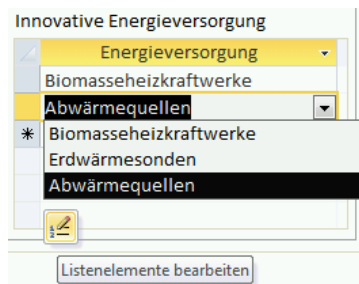 Innovative Energieversorgung
Energieversorgung
Biomasseheizkraftwerke
Abwärmequellen
Biomasseheizkraftwerke
Erdwärmesonden
Abwärmequellen
Listenelemente bearbeiten